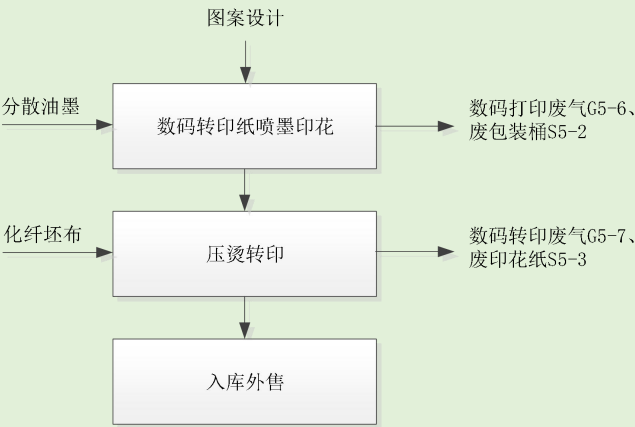 图案设计
分散油墨
数码转印纸喷墨印花
数码打印废气G5-6、
废包装桶S5-2
化纤坯布
压烫转印
数码转印废气G5-7、
废印花纸S5-3
入库外售